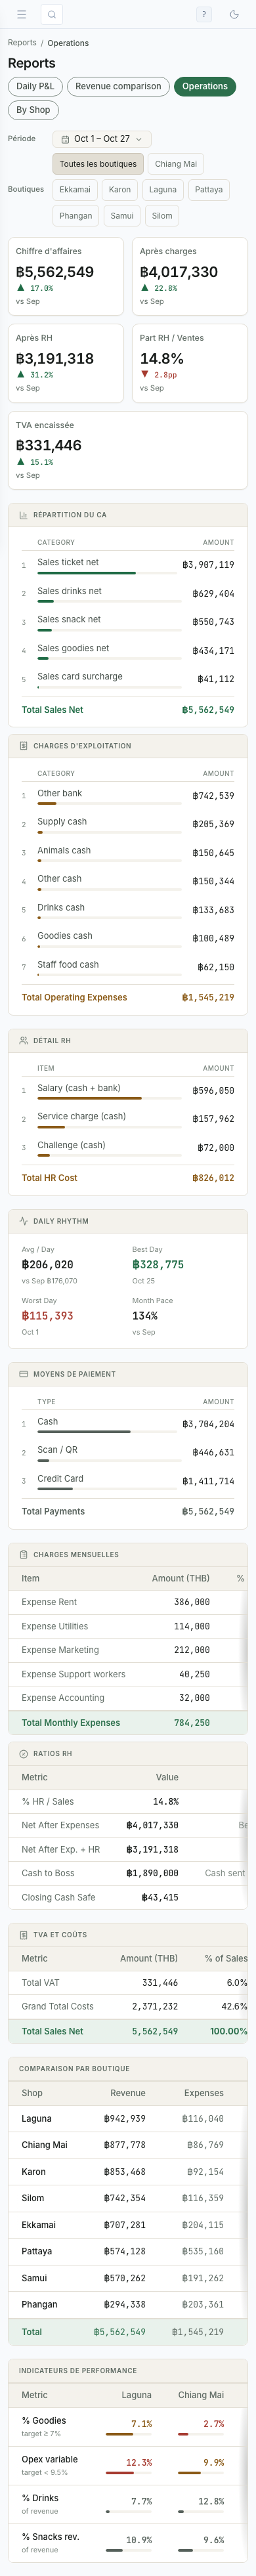 ?
Reports / Operations
Reports
Daily P&L
Revenue comparison
Operations
By Shop
Période
Oct 1 – Oct 27
Boutiques
Toutes les boutiques
Chiang Mai
Ekkamai
Karon
Laguna
Pattaya
Phangan
Samui
Silom
Chiffre d'affaires
฿5,562,549
▲ 17.0%
vs Sep
Après charges
฿4,017,330
▲ 22.8%
vs Sep
Après RH
฿3,191,318
▲ 31.2%
vs Sep
Part RH / Ventes
14.8%
▼ 2.8pp
vs Sep
TVA encaissée
฿331,446
▲ 15.1%
vs Sep
RÉPARTITION DU CA
CATEGORY AMOUNT
1 Sales ticket net ฿3,907,119
2 Sales drinks net ฿629,404
3 Sales snack net ฿550,743
4 Sales goodies net ฿434,171
5 Sales card surcharge ฿41,112
Total Sales Net ฿5,562,549
CHARGES D'EXPLOITATION
CATEGORY AMOUNT
1 Other bank ฿742,539
2 Supply cash ฿205,369
3 Animals cash ฿150,645
4 Other cash ฿150,344
5 Drinks cash ฿133,683
6 Goodies cash ฿100,489
7 Staff food cash ฿62,150
Total Operating Expenses ฿1,545,219
DÉTAIL RH
ITEM AMOUNT
1 Salary (cash + bank) ฿596,050
2 Service charge (cash) ฿157,962
3 Challenge (cash) ฿72,000
Total HR Cost ฿826,012
DAILY RHYTHM
Avg / Day
฿206,020
vs Sep ฿176,070
Best Day
฿328,775
Oct 25
Worst Day
฿115,393
Oct 1
Month Pace
134%
vs Sep
MOYENS DE PAIEMENT
TYPE AMOUNT
1 Cash ฿3,704,204
2 Scan / QR ฿446,631
3 Credit Card ฿1,411,714
Total Payments ฿5,562,549
CHARGES MENSUELLES
Item Amount (THB) %
Expense Rent 386,000
Expense Utilities 114,000
Expense Marketing 212,000
Expense Support workers 40,250
Expense Accounting 32,000
Total Monthly Expenses 784,250
RATIOS RH
Metric Value
% HR / Sales 14.8%
Net After Expenses ฿4,017,330 Be
Net After Exp. + HR ฿3,191,318
Cash to Boss ฿1,890,000 Cash sent
Closing Cash Safe ฿43,415
TVA ET COÛTS
Metric Amount (THB) % of Sales
Total VAT 331,446 6.0%
Grand Total Costs 2,371,232 42.6%
Total Sales Net 5,562,549 100.00%
COMPARAISON PAR BOUTIQUE
Shop Revenue Expenses
Laguna ฿942,939 ฿116,040
Chiang Mai ฿877,778 ฿86,769
Karon ฿853,468 ฿92,154
Silom ฿742,354 ฿116,359
Ekkamai ฿707,281 ฿204,115
Pattaya ฿574,128 ฿535,160
Samui ฿570,262 ฿191,262
Phangan ฿294,338 ฿203,361
Total ฿5,562,549 ฿1,545,219
INDICATEURS DE PERFORMANCE
Metric Laguna Chiang Mai
% Goodies 7.1% 2.7%
target ≥ 7%
Opex variable 12.3% 9.9%
target < 9.5%
% Drinks 7.7% 12.8%
of revenue
% Snacks rev. 10.9% 9.6%
of revenue